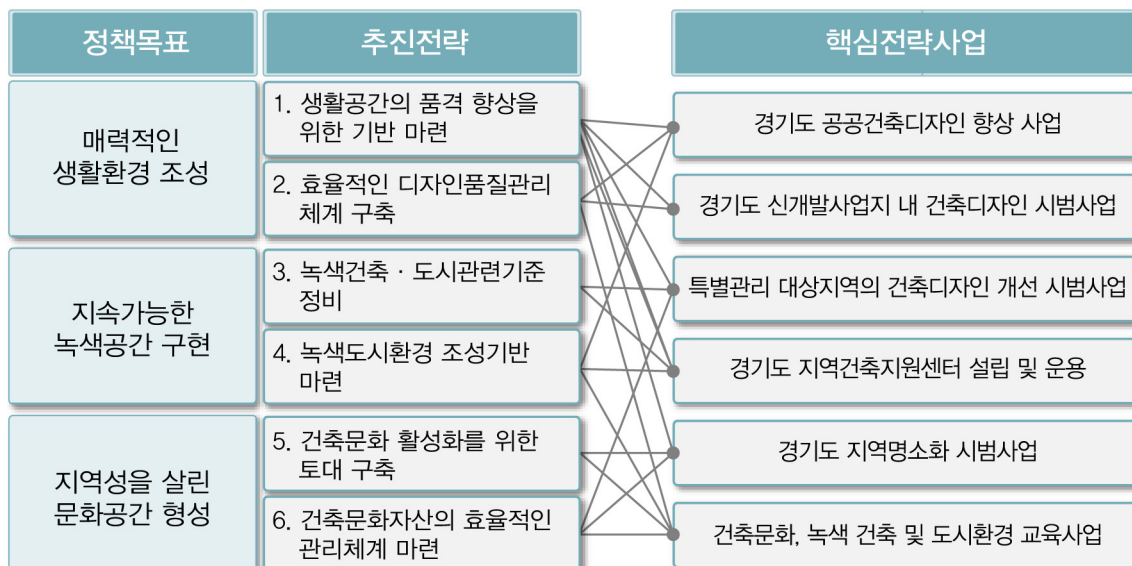 정책목표
추진전략
핵심전략사업
매력적인
생활환경 조성
1. 생활공간의 품격 향상을
위한 기반 마련
2. 효율적인 디자인품질관리
체계 구축
지속가능한
녹색공간 구현
3. 녹색건축 · 도시관련기준
정비
4. 녹색도시환경 조성기반
마련
지역성을 살린
문화공간 형성
5. 건축문화 활성화를 위한
토대 구축
6. 건축문화자산의 효율적인
관리체계 마련
경기도 공공건축디자인 향상 사업
경기도 신개발사업지 내 건축디자인 시범사업
특별관리 대상지역의 건축디자인 개선 시범사업
경기도 지역건축지원센터 설립 및 운용
경기도 지역명소화 시범사업
건축문화, 녹색 건축 및 도시환경 교육사업